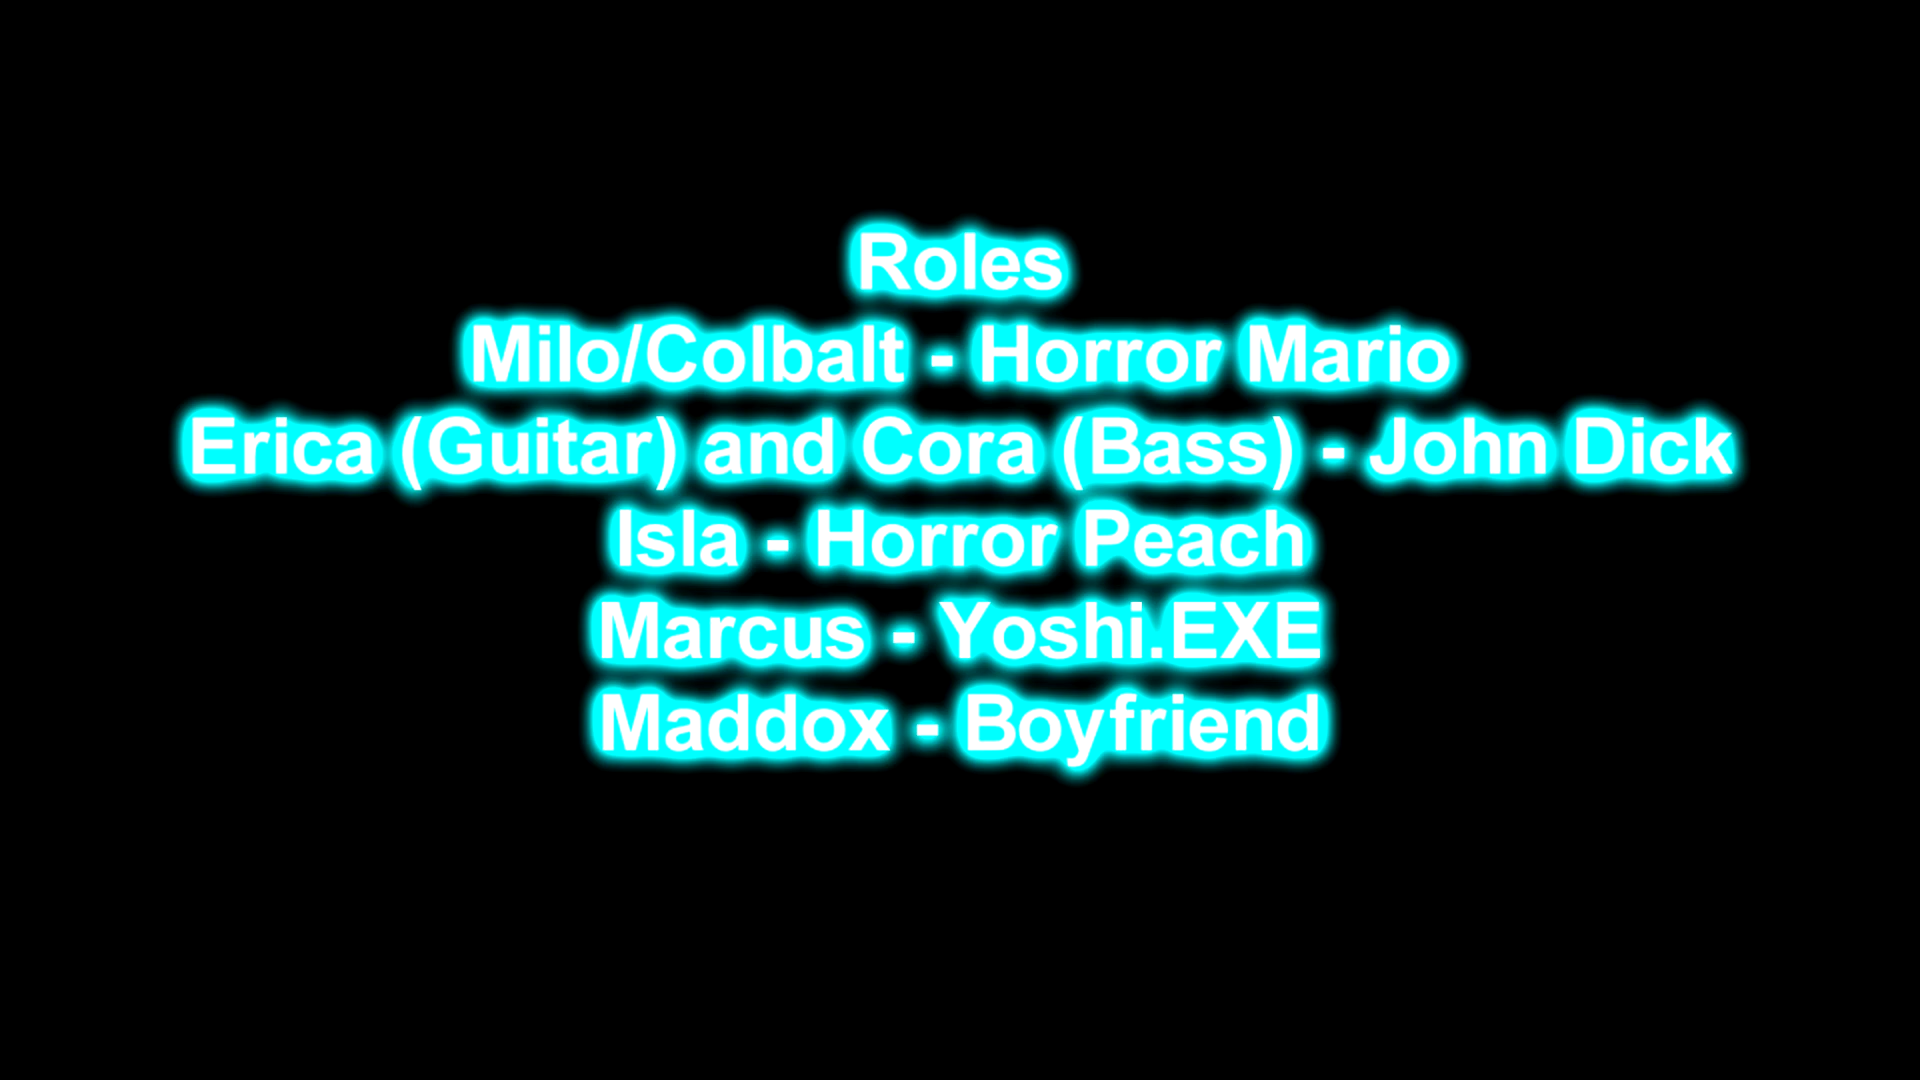 Roles
Milo/Colbalt - Horror Mario
Erica (Guitar) and Cora (Bass) - John Dick
Isla - Horror Peach
Marcus - Yoshi.EXE
Maddox - Boyfriend